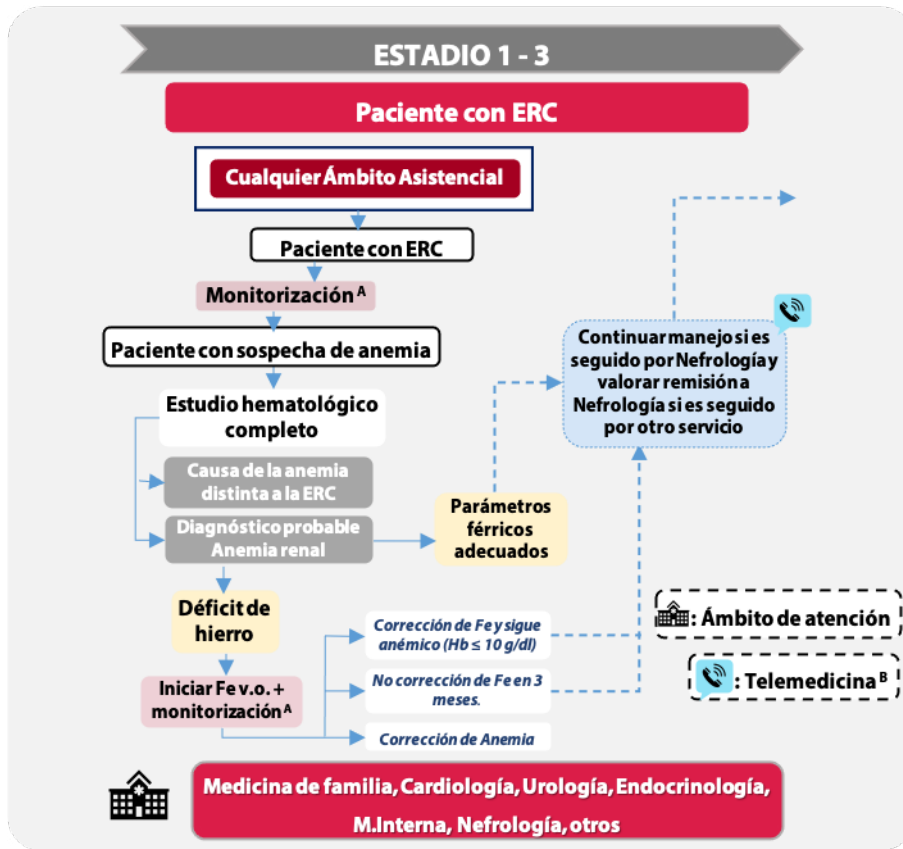 ESTADIO 1 - 3
Paciente con ERC
Cualquier Ámbito Asistencial
Paciente con ERC
Monitorización A
Paciente con sospecha de anemia
Estudio hematológico
completo
Causa de la anemia
distinta a la ERC
Diagnóstico probable
Anemia renal
Parámetros
férricos
adecuados
Continuar manejo si es
seguido por Nefrología y
valorar remisión a
Nefrología si es seguido
por otro servicio
Déficit de
hierro
Iniciar Fe v.o. +
monitorización A
Corrección de Fe y sigue
anémico (Hb ≤ 10 g/dl)
No corrección de Fe en 3
meses.
Corrección de Anemia
: Ámbito de atención
: Telemedicina B
Medicina de familia, Cardiología, Urología, Endocrinología,
M.Interna, Nefrología, otros